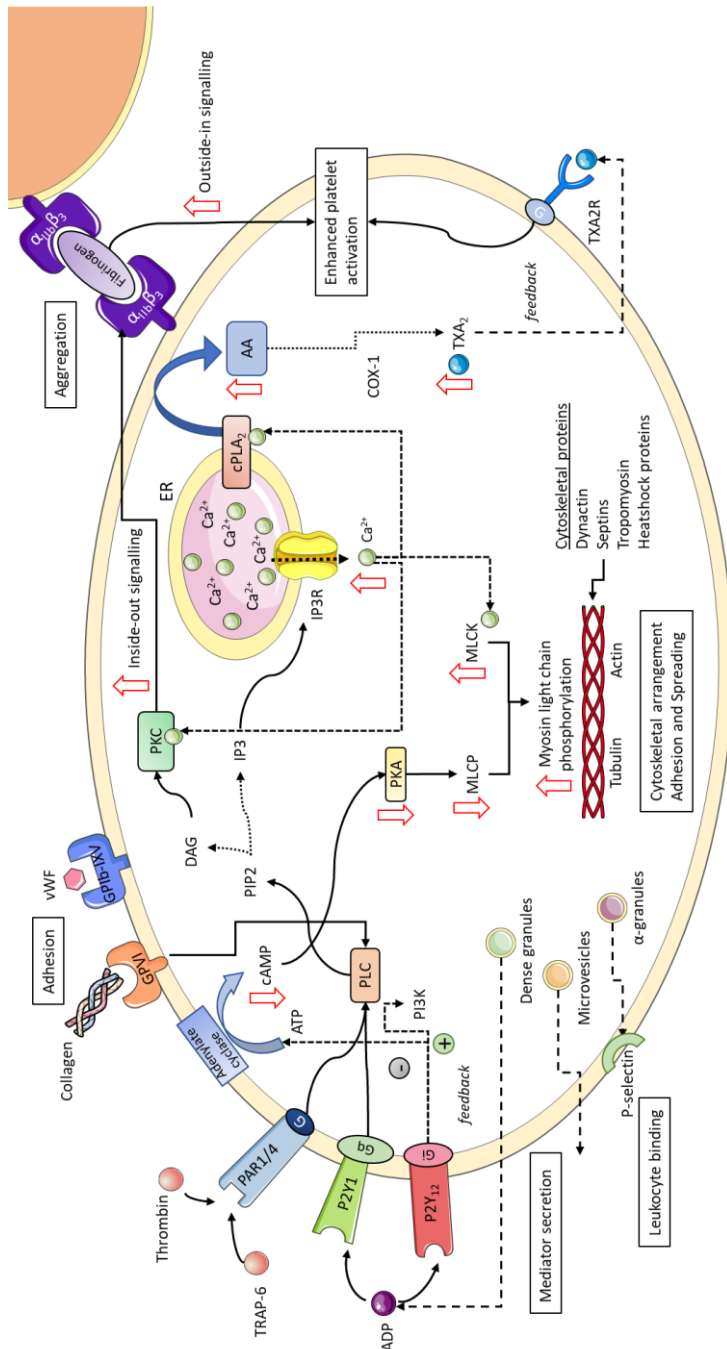 Collagen
Adhesion
vWF
GPIb-IXV
GPVI
Aggregation
αIIbβ3
Fibrinogen
αIIbβ3
Thrombin
TRAP-6
PAR1/4
G
Adenylate
cyclase
ATP
cAMP
DAG
PKC
Inside-out signalling
Outside-in signalling
ER
Ca²⁺
Ca²⁺
Ca²⁺
Ca²⁺
Ca²⁺
cPLA₂
AA
PIP2
IP3
IP3R
Ca²⁺
COX-1
TXA₂
Enhanced platelet
activation
ADP
P2Y1
Gq
P2Y₁₂
Gi
PLC
-
+
PI3K
feedback
PKA
MLCP
MLCK
feedback
G
TXA2R
Myosin light chain
phosphorylation
Tubulin
Actin
Cytoskeletal proteins
Dynactin
Septins
Tropomyosin
Heatshock proteins
Cytoskeletal arrangement
Adhesion and Spreading
Dense granules
Microvesicles
α-granules
Mediator secretion
P-selectin
Leukocyte binding